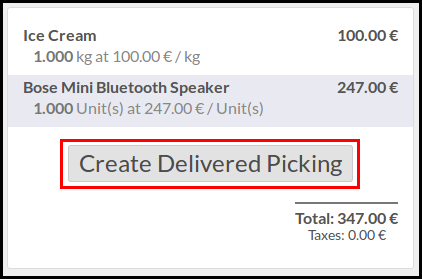 Ice Cream 100.00 €
1.000 kg at 100.00 € / kg
Bose Mini Bluetooth Speaker 247.00 €
1.000 Unit(s) at 247.00 € / Unit(s)
Create Delivered Picking
Total: 347.00 €
Taxes: 0.00 €